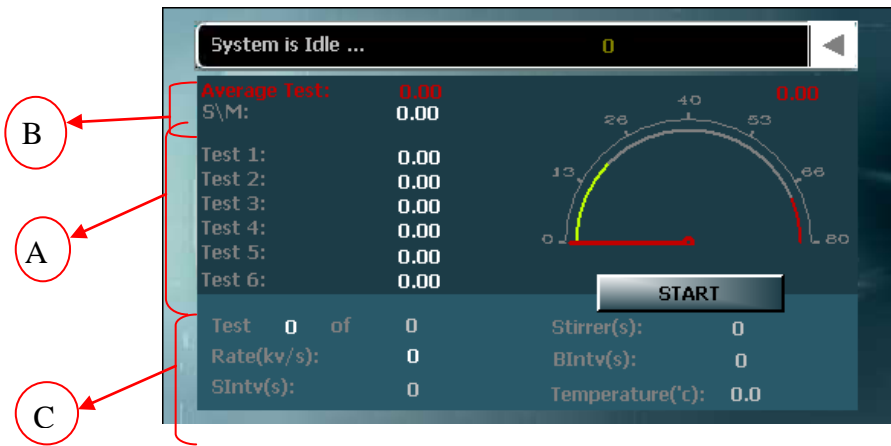 System is Idle ... 0
Average Test: 0.00 0.00
S\M: 0.00
B
Test 1: 0.00
Test 2: 0.00
Test 3: 0.00
Test 4: 0.00
Test 5: 0.00
Test 6: 0.00
A
0 13 26 40 53 66 80
START
Test 0 of 0 Stirrer(s): 0
Rate(kv/s): 0 BIntv(s): 0
SIntv(s): 0 Temperature('c): 0.0
C